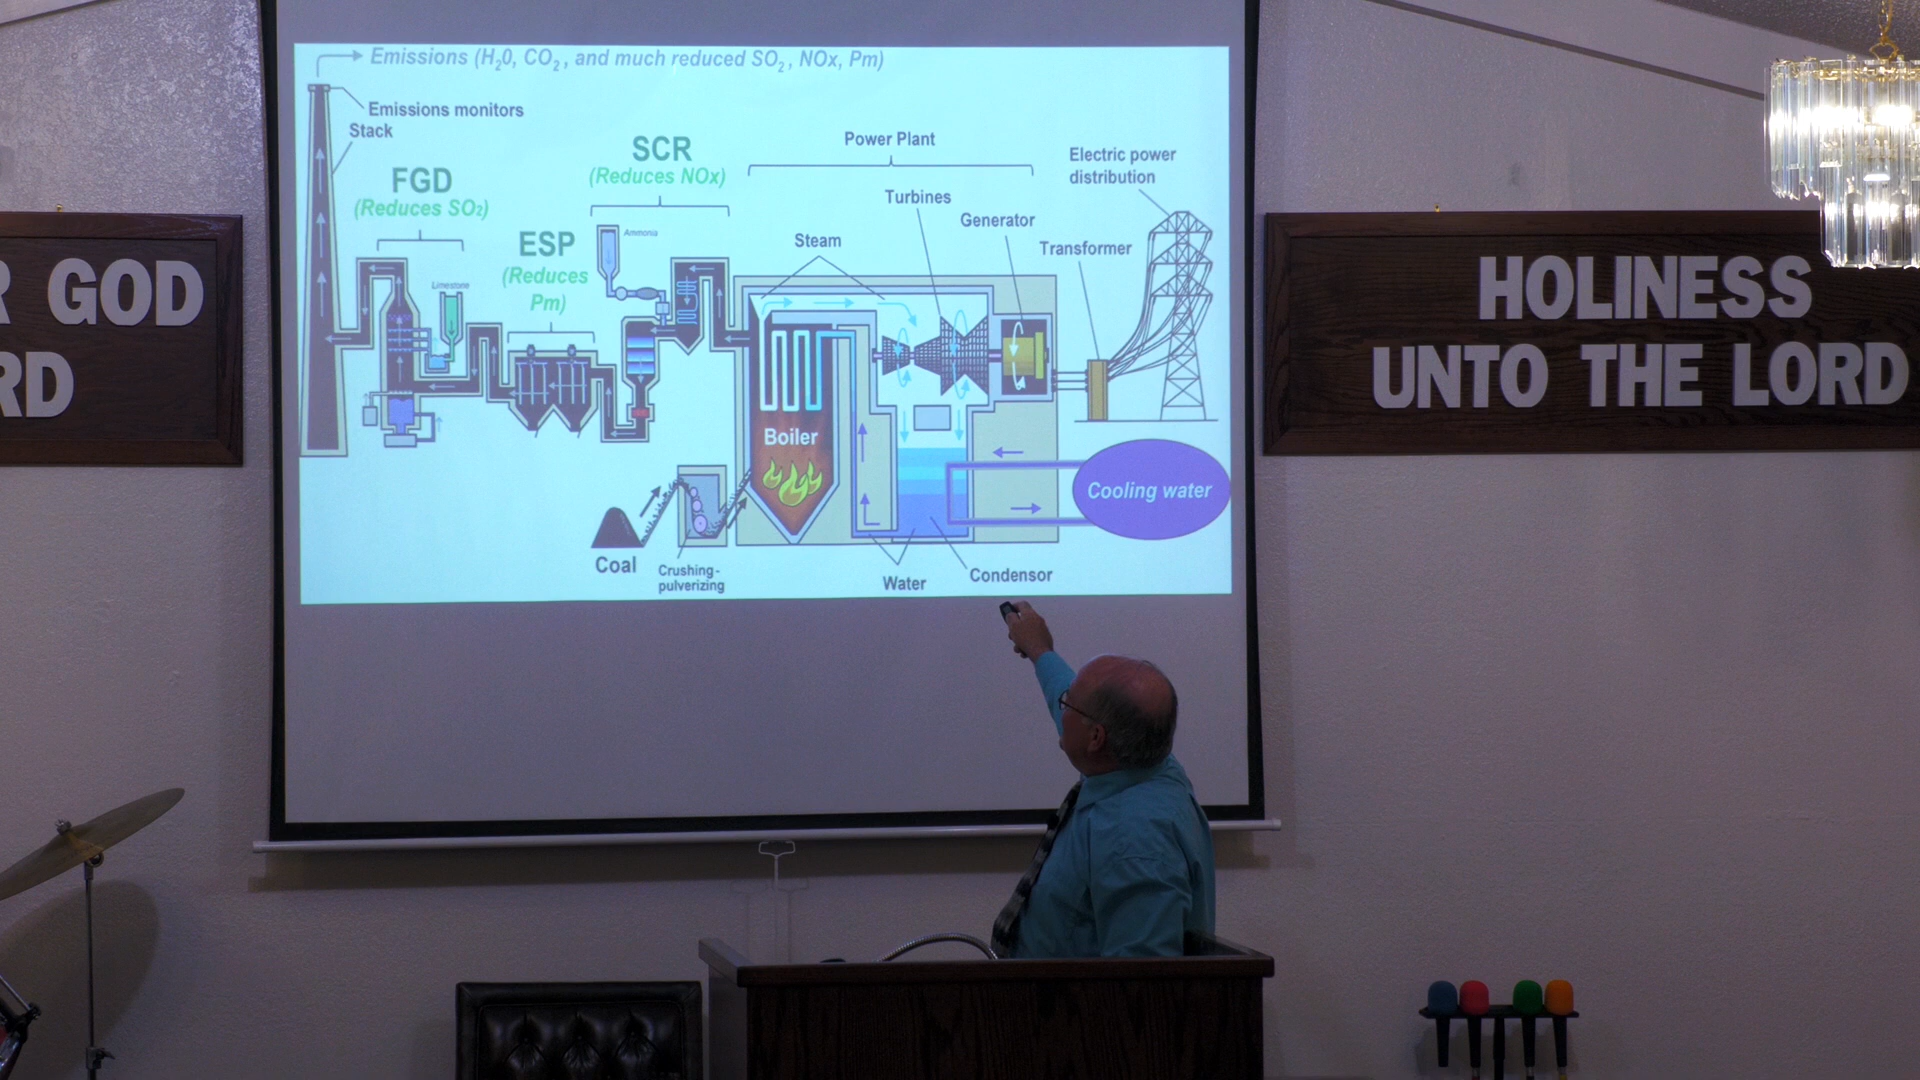 Emissions (H20, CO2, and much reduced SO2, NOx, Pm)
Emissions monitors
Stack
FGD
(Reduces SO2)
Limestone
ESP
(Reduces
Pm)
SCR
(Reduces NOx)
Ammonia
Power Plant
Steam
Turbines
Generator
Transformer
Electric power
distribution
Boiler
Cooling water
Coal
Crushing-
pulverizing
Water
Condensor
R GOD
RD
HOLINESS
UNTO THE LORD